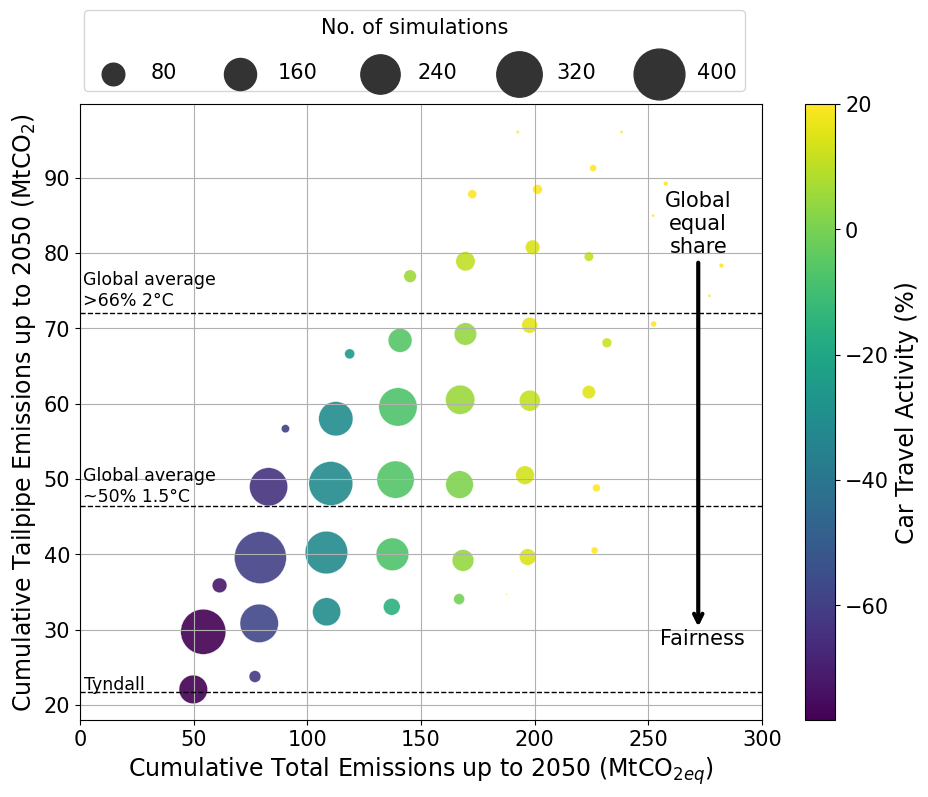 No. of simulations
80 160 240 320 400
Cumulative Tailpipe Emissions up to 2050 (MtCO₂)
90
80
70
60
50
40
30
20
Global average
>66% 2°C
Global average
~50% 1.5°C
Tyndall
Global
equal
share
Fairness
0 50 100 150 200 250 300
Cumulative Total Emissions up to 2050 (MtCO₂eq)
20
0
−20
−40
−60
Car Travel Activity (%)